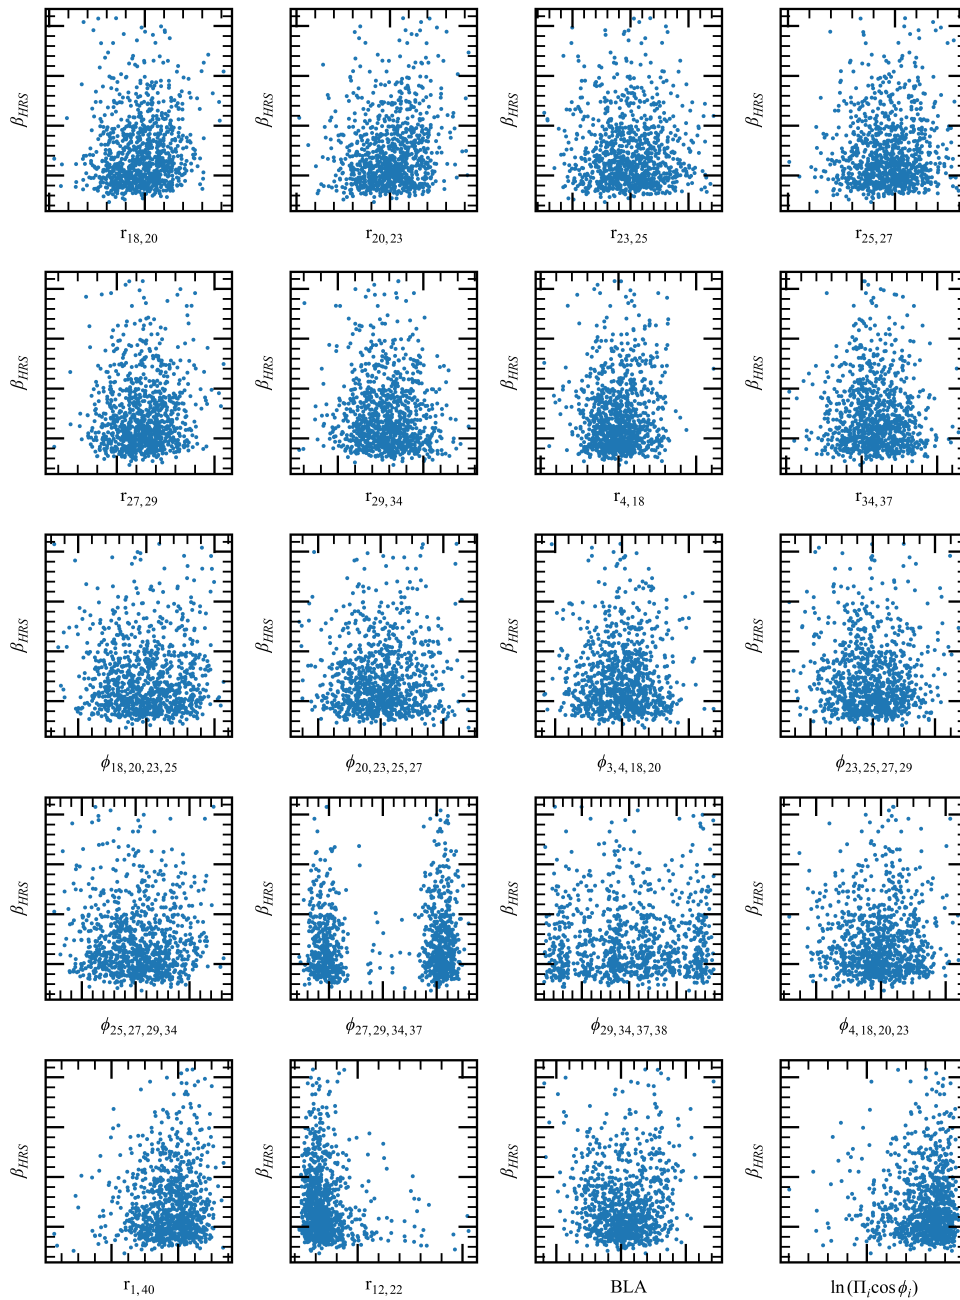 β_HRS β_HRS β_HRS β_HRS
r_18,20 r_20,23 r_23,25 r_25,27
β_HRS β_HRS β_HRS β_HRS
r_27,29 r_29,34 r_4,18 r_34,37
β_HRS β_HRS β_HRS β_HRS
ϕ_18,20,23,25 ϕ_20,23,25,27 ϕ_3,4,18,20 ϕ_23,25,27,29
β_HRS β_HRS β_HRS β_HRS
ϕ_25,27,29,34 ϕ_27,29,34,37 ϕ_29,34,37,38 ϕ_4,18,20,23
β_HRS β_HRS β_HRS β_HRS
r_1,40 r_12,22 BLA ln(Π_i cos ϕ_i)